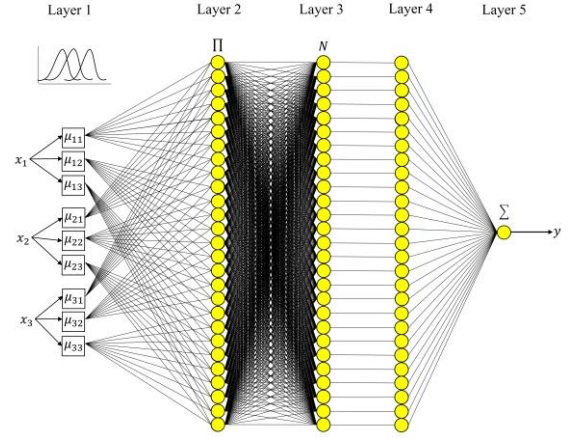 Layer 1 Layer 2 Layer 3 Layer 4 Layer 5
∏ N
μ₁₁
x₁ μ₁₂
μ₁₃
μ₂₁ ∑
x₂ μ₂₂ y
μ₂₃
μ₃₁
x₃ μ₃₂
μ₃₃